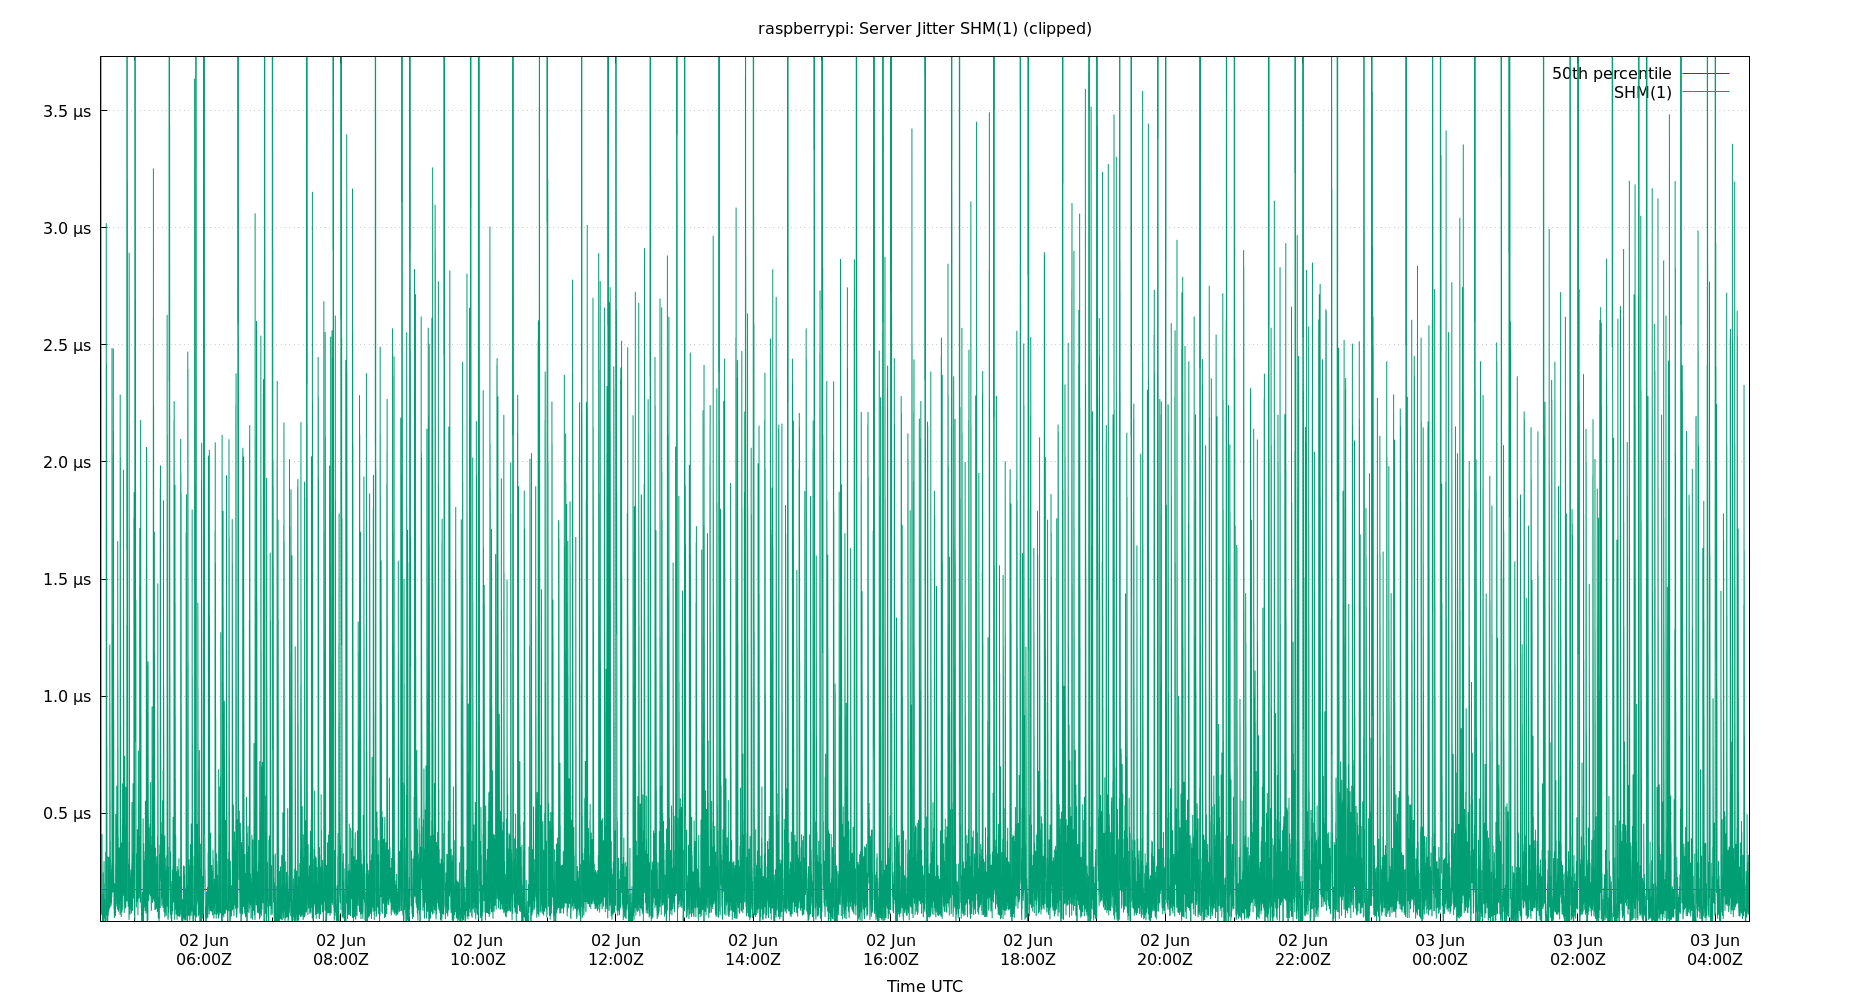 raspberrypi: Server Jitter SHM(1) (clipped)
50th percentile
SHM(1)
3.5 µs
3.0 µs
2.5 µs
2.0 µs
1.5 µs
1.0 µs
0.5 µs
02 Jun 02 Jun 02 Jun 02 Jun 02 Jun 02 Jun 02 Jun 02 Jun 02 Jun 03 Jun 03 Jun 03 Jun
06:00Z 08:00Z 10:00Z 12:00Z 14:00Z 16:00Z 18:00Z 20:00Z 22:00Z 00:00Z 02:00Z 04:00Z
Time UTC